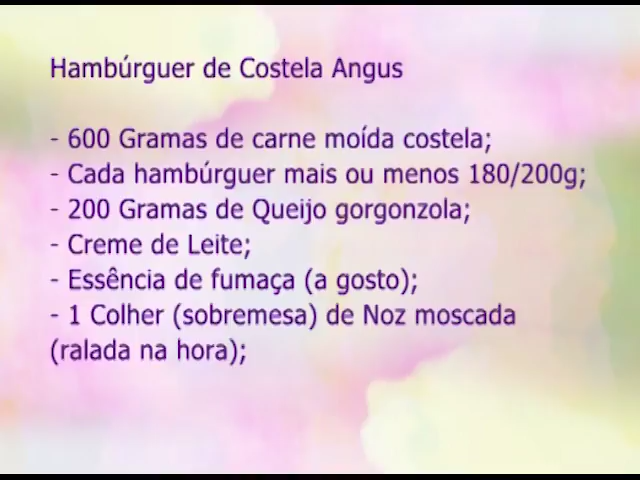 Hambúrguer de Costela Angus
- 600 Gramas de carne moída costela;
- Cada hambúrguer mais ou menos 180/200g;
- 200 Gramas de Queijo gorgonzola;
- Creme de Leite;
- Essência de fumaça (a gosto);
- 1 Colher (sobremesa) de Noz moscada
(ralada na hora);